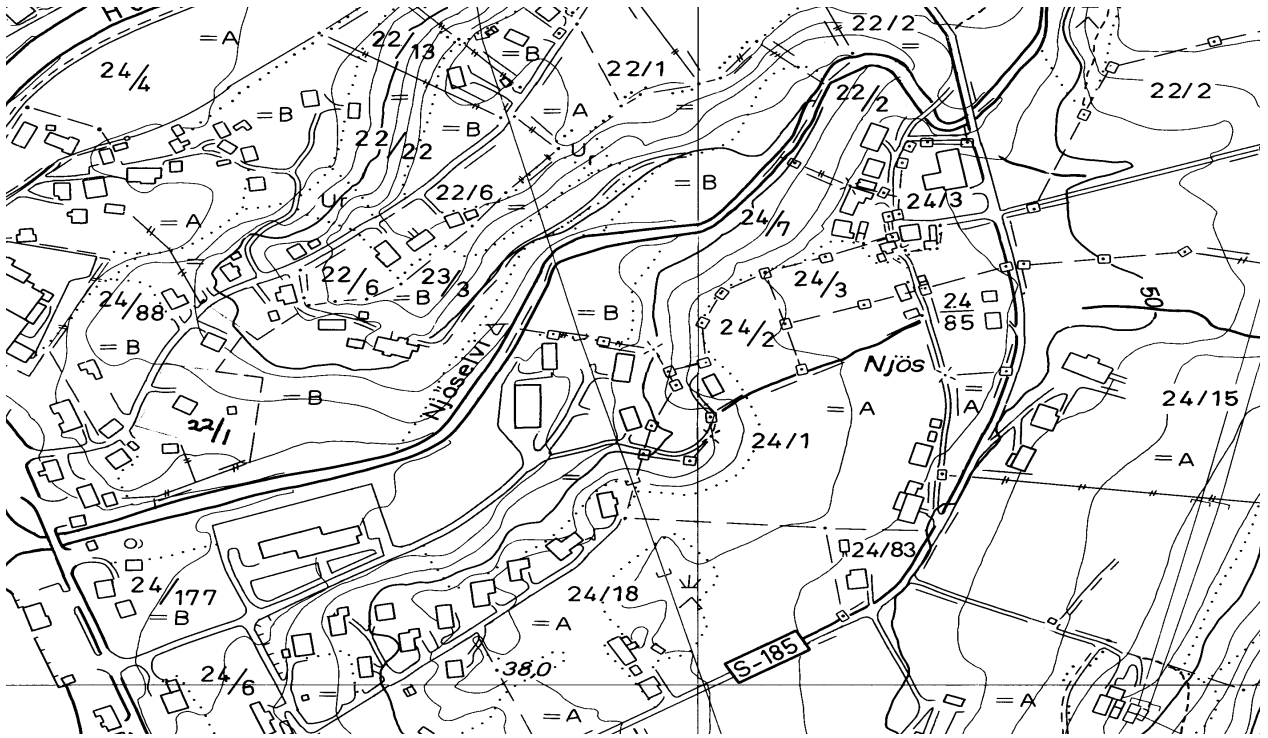 22/2
= A
22/13
= B
22/1
24/4
22/2
22/2
= B
= A
= B
22/22
Ur
= B
22/6
Ur
24/3
24/7
= A
22/6
23/3
24/3
24/88
= B
= B
24/2
24/85
50
= B
Njøselvi
Njøs
= B
= A
= A
24/15
22/1
24/1
= A
24/83
24/177
24/18
= B
= A
S-185
24/6
38,0
= A
= A